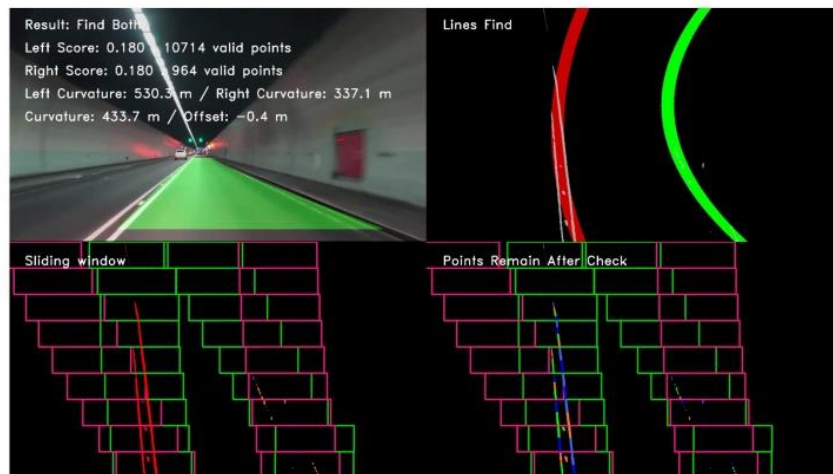 Result: Find Both
Left Score: 0.180 10714 valid points
Right Score: 0.180 964 valid points
Left Curvature: 530.3 m / Right Curvature: 337.1 m
Curvature: 433.7 m / Offset: -0.4 m
Lines Find
Sliding window
Points Remain After Check